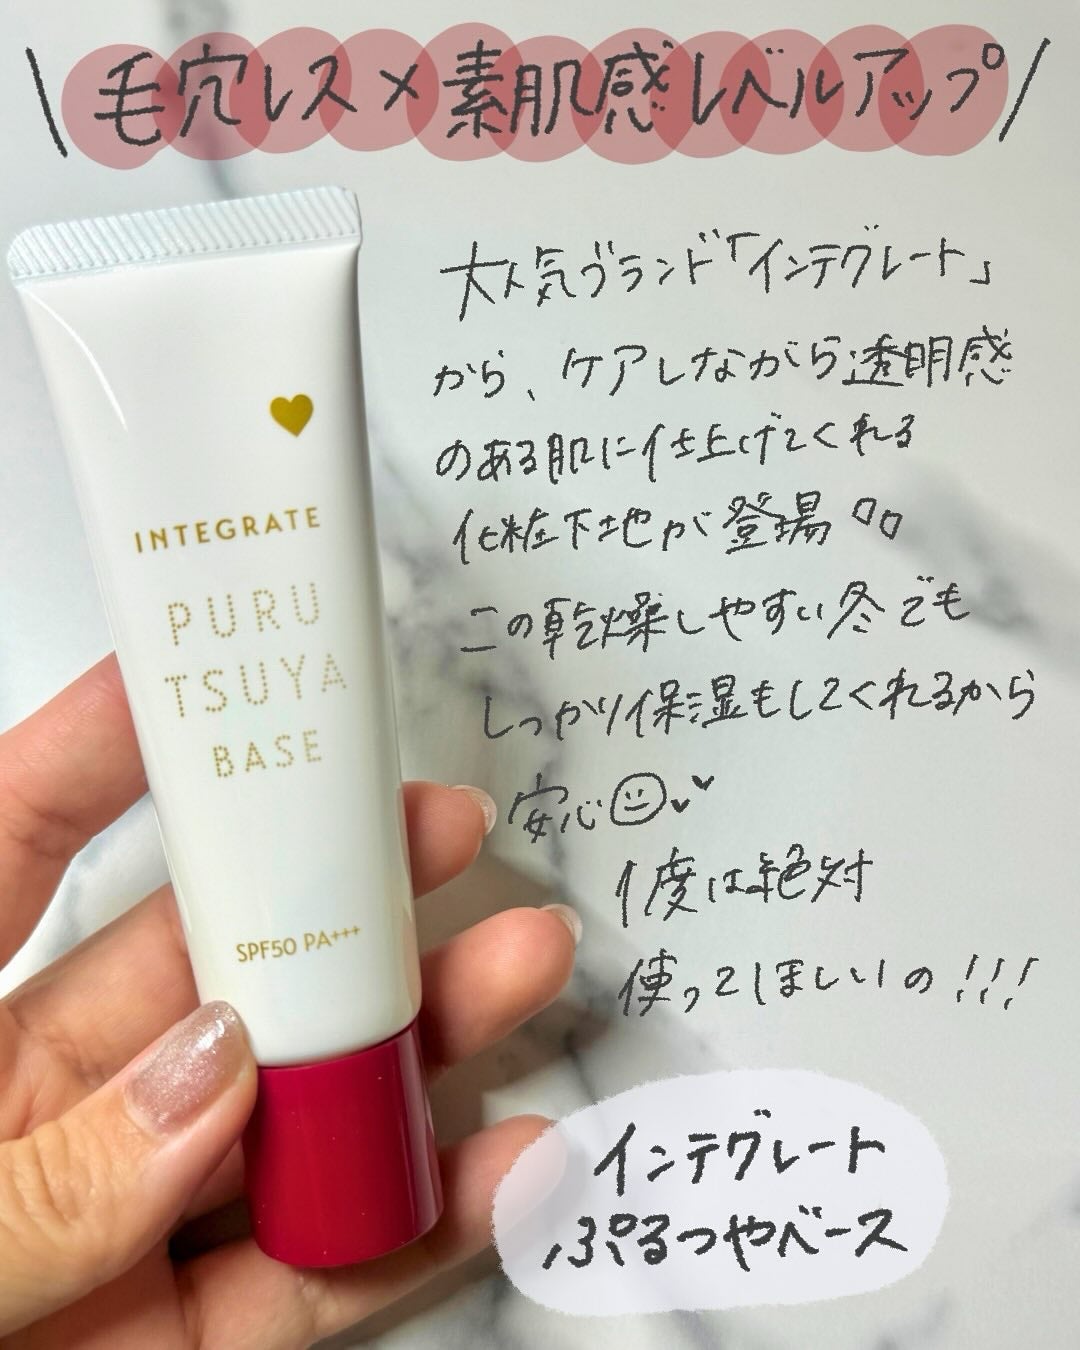 \毛穴レス×素肌感レベルアップ/
大人気ブランド「インテグレート」
から、ケアしながら透明感
のある肌に仕上げてくれる
化粧下地が登場
この乾燥しやすい冬でも
しっかり保湿もしてくれるから
安心
1度は絶対
使ってほしいの!!!
INTEGRATE
PURU
TSUYA
BASE
SPF50 PA+++
インテグレート
ぷるつやベース